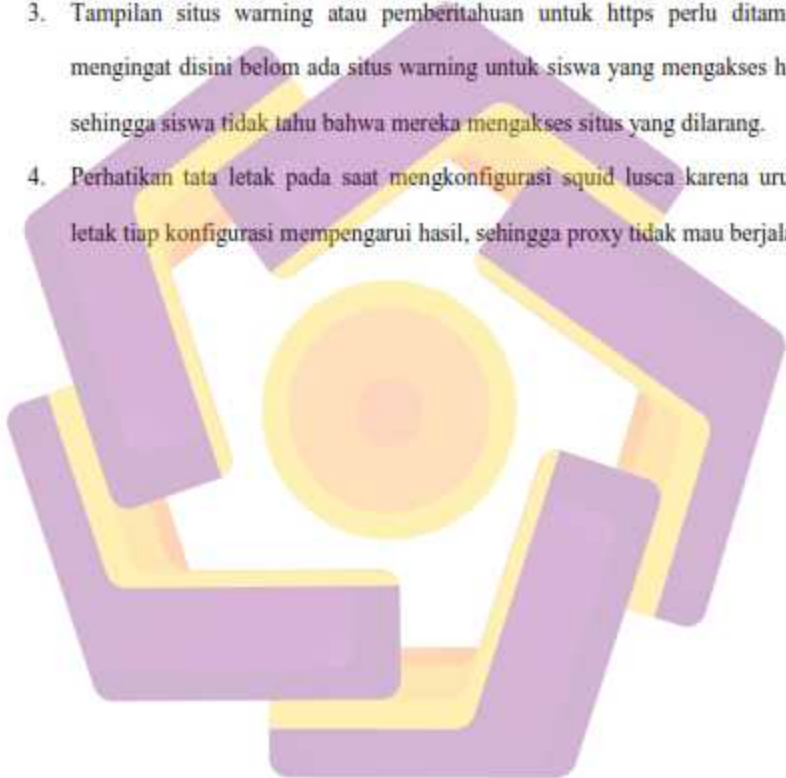 3. Tampilan situs warning atau pemberitahuan untuk https perlu ditam
mengingat disini belom ada situs warning untuk siswa yang mengakses h
sehingga siswa tidak tahu bahwa mereka mengakses situs yang dilarang.
4. Perhatikan tata letak pada saat mengkonfigurasi squid lusca karena uru
letak tiap konfigurasi mempengarui hasil, sehingga proxy tidak mau berjala